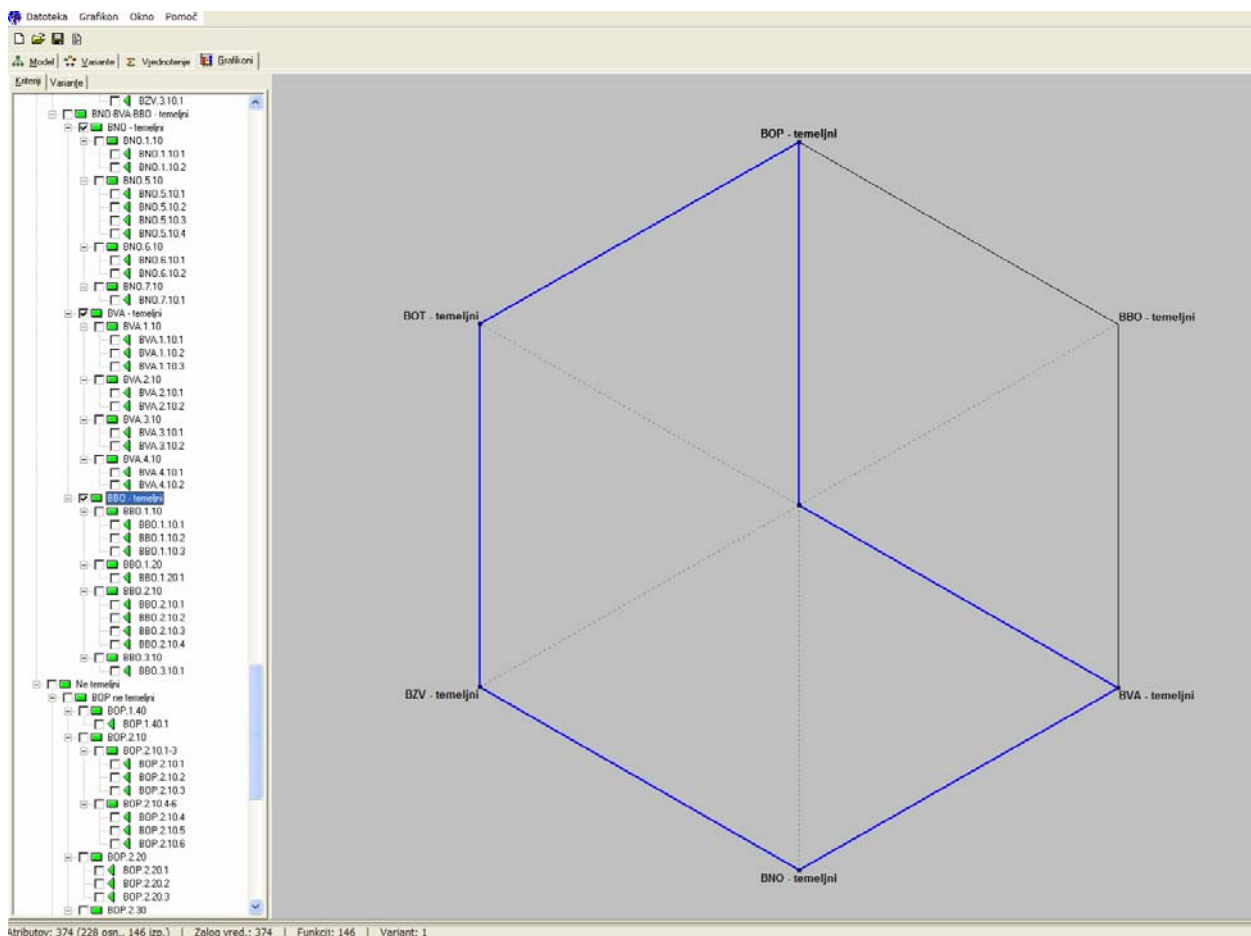 Datoteka Grafikon Okno Pomoč
Model Variante Vrednotenje Grafikoni
Kriteriji Variante
BZV.3.10.1
BNO-BVA-BBO - temeljni
BNO - temeljni
BNO.1.10
BNO.1.10.1
BNO.1.10.2
BNO.5.10
BNO.5.10.1
BNO.5.10.2
BNO.5.10.3
BNO.5.10.4
BNO.6.10
BNO.6.10.1
BNO.6.10.2
BNO.7.10
BNO.7.10.1
BVA - temeljni
BVA.1.10
BVA.1.10.1
BVA.1.10.2
BVA.1.10.3
BVA.2.10
BVA.2.10.1
BVA.2.10.2
BVA.3.10
BVA.3.10.1
BVA.3.10.2
BVA.4.10
BVA.4.10.1
BVA.4.10.2
BBO - temeljni
BBO.1.10
BBO.1.10.1
BBO.1.10.2
BBO.1.10.3
BBO.1.20
BBO.1.20.1
BBO.2.10
BBO.2.10.1
BBO.2.10.2
BBO.2.10.3
BBO.2.10.4
BBO.3.10
BBO.3.10.1
Ne temeljni
BOP ne temeljni
BOP.1.40
BOP.1.40.1
BOP.2.10
BOP.2.10.1-3
BOP.2.10.1
BOP.2.10.2
BOP.2.10.3
BOP.2.10.4-6
BOP.2.10.4
BOP.2.10.5
BOP.2.10.6
BOP.2.20
BOP.2.20.1
BOP.2.20.2
BOP.2.20.3
BOP.2.30
BOP - temeljni
BOT - temeljni
BBO - temeljni
BZV - temeljni
BVA - temeljni
BNO - temeljni
Atributov: 374 (228 osn., 146 izp.) | Zalog vred.: 374 | Funkcij: 146 | Variant: 1